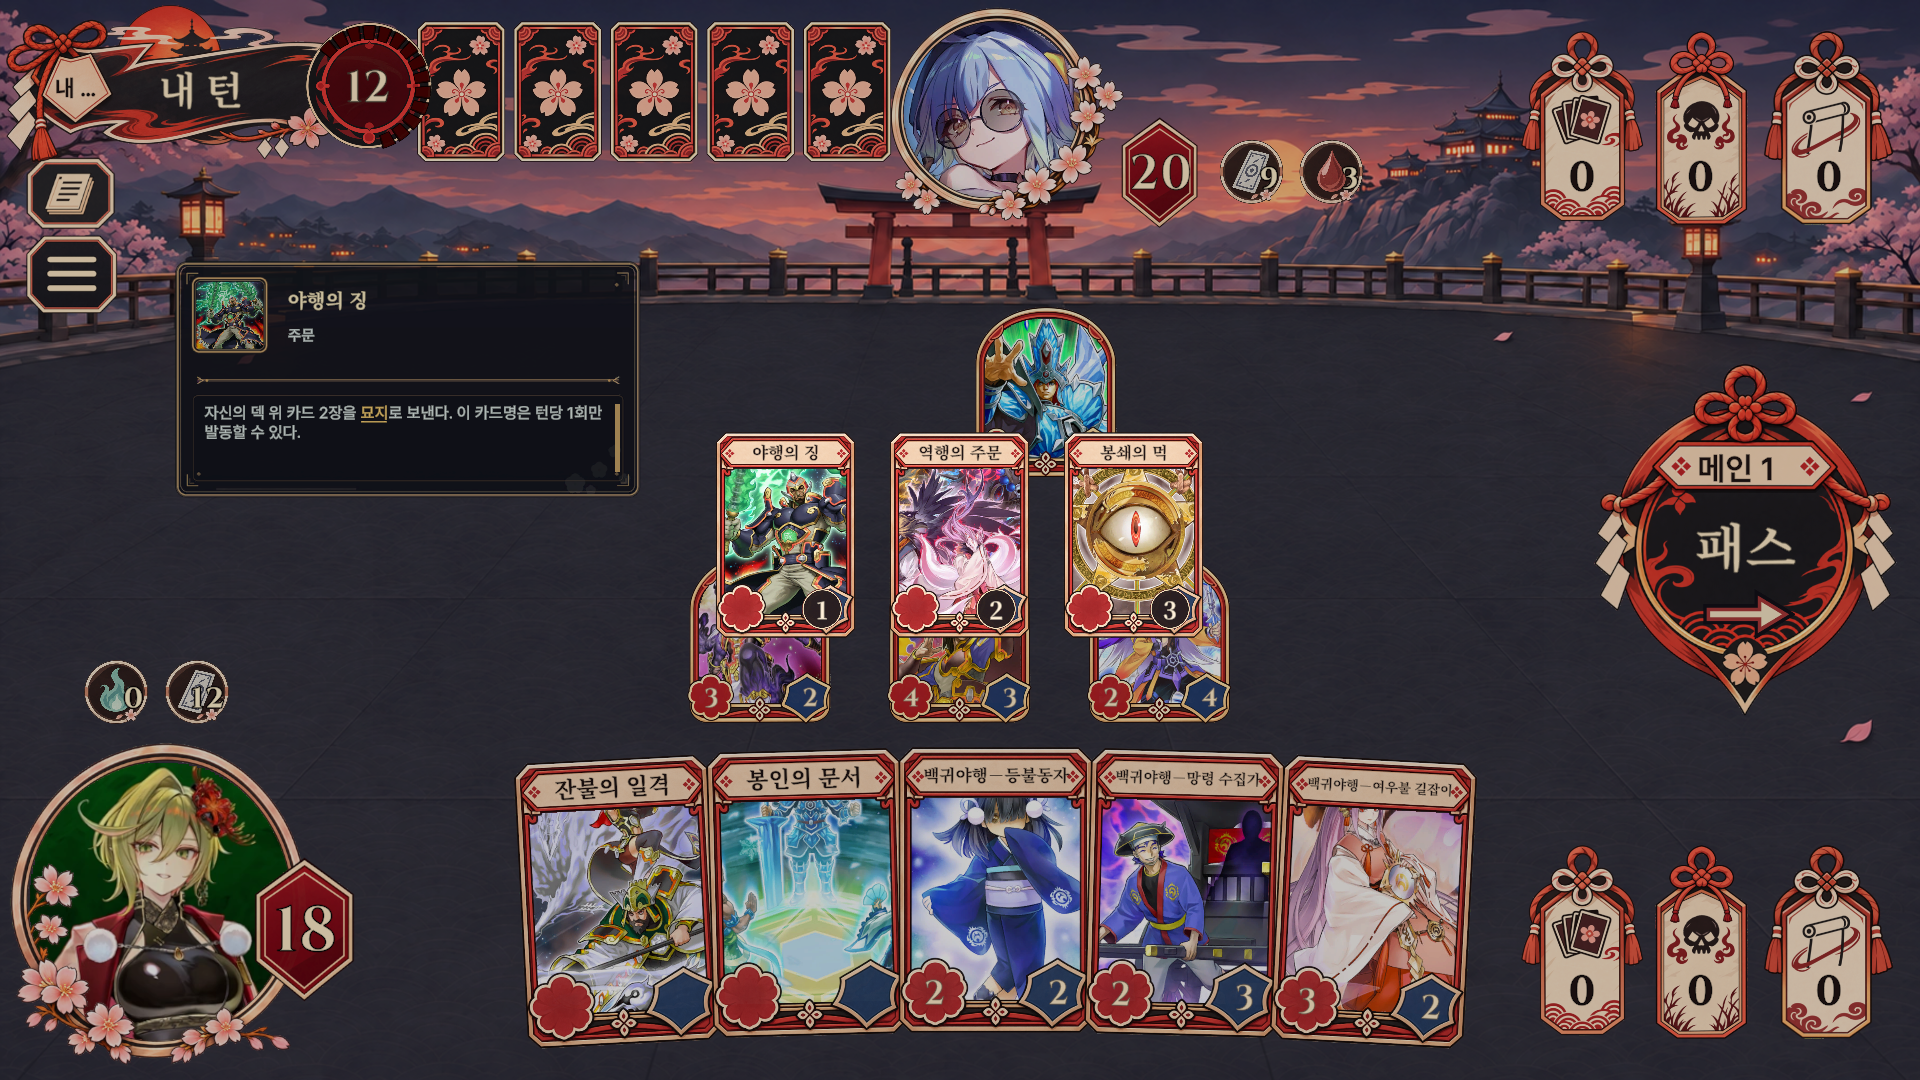 내 ...
내 턴
12
20
9
3
0
0
0
야행의 징
주문
자신의 덱 위 카드 2장을 묘지로 보낸다. 이 카드명은 턴당 1회만
발동할 수 있다.
야행의 징
1
역행의 주문
2
봉쇄의 먹
3
3
2
4
3
2
4
메인 1
패스
0
12
18
잔불의 일격
봉인의 문서
백귀야행—등불동자
2
2
백귀야행—망령 수집가
2
3
백귀야행—여우불 길잡이
3
2
0
0
0